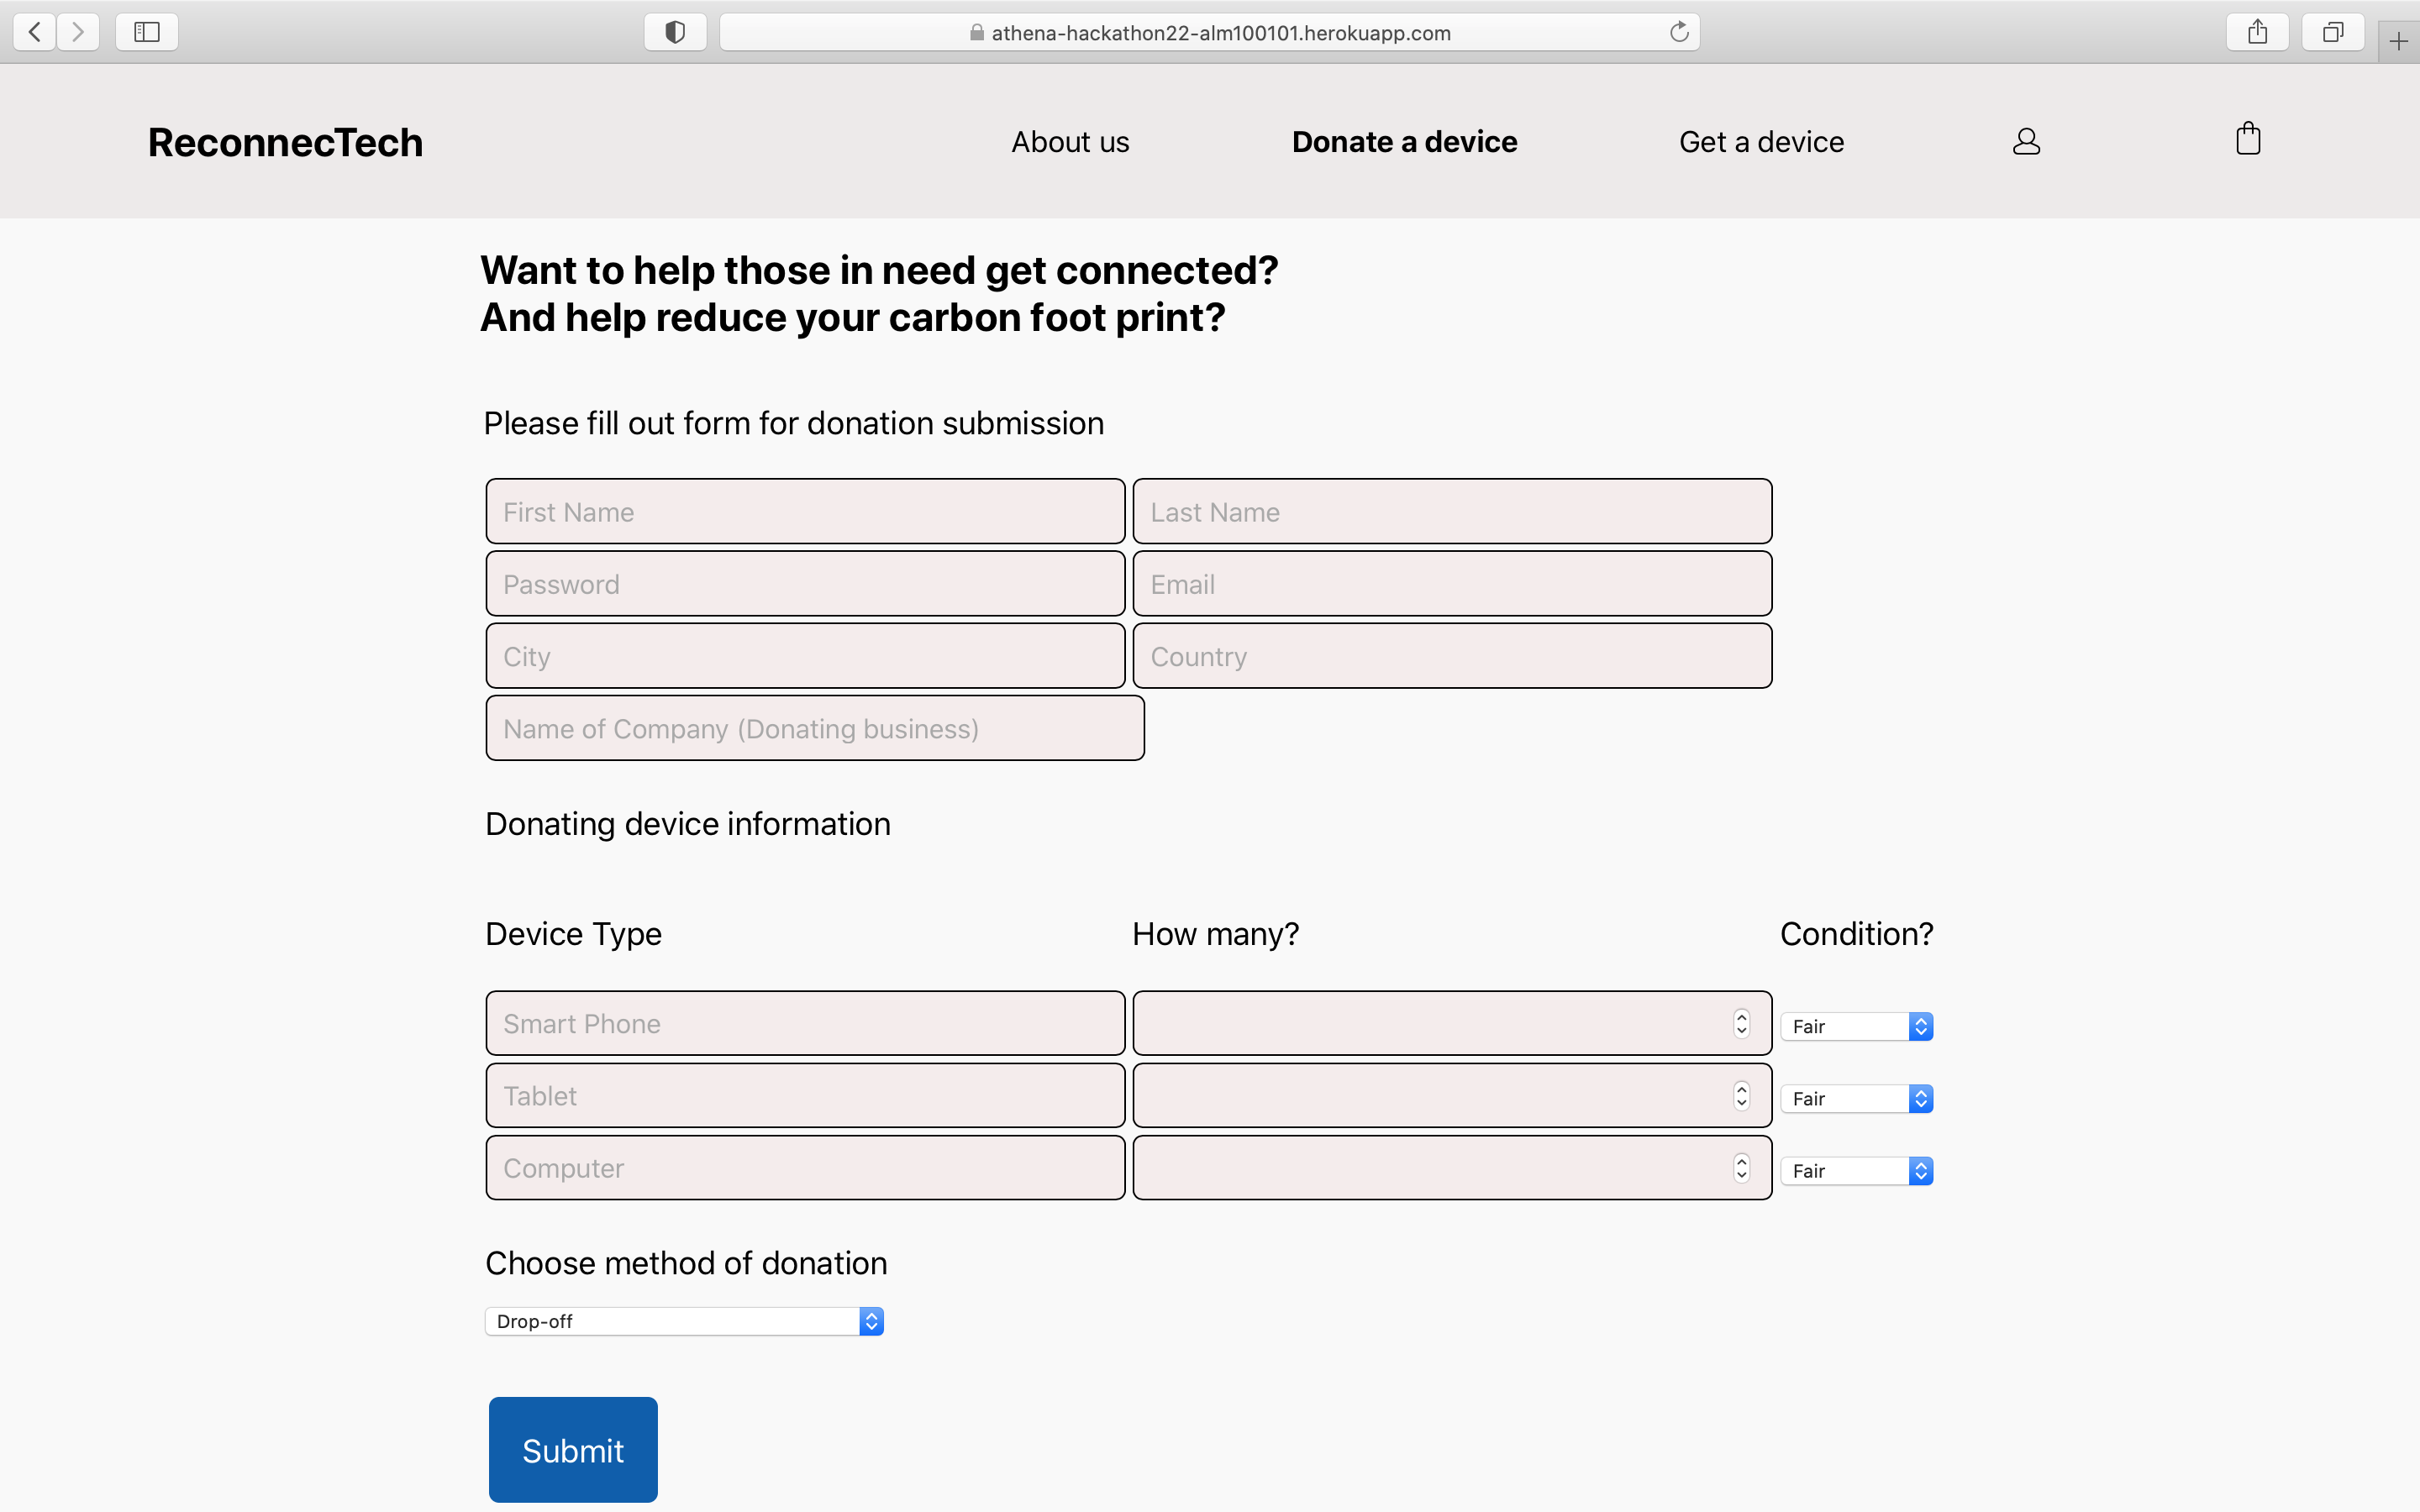 athena-hackathon22-alm100101.herokuapp.com
ReconnecTech About us Donate a device Get a device
Want to help those in need get connected?
And help reduce your carbon foot print?
Please fill out form for donation submission
First Name Last Name
Password Email
City Country
Name of Company (Donating business)
Donating device information
Device Type How many? Condition?
Smart Phone Fair
Tablet Fair
Computer Fair
Choose method of donation
Drop-off
Submit